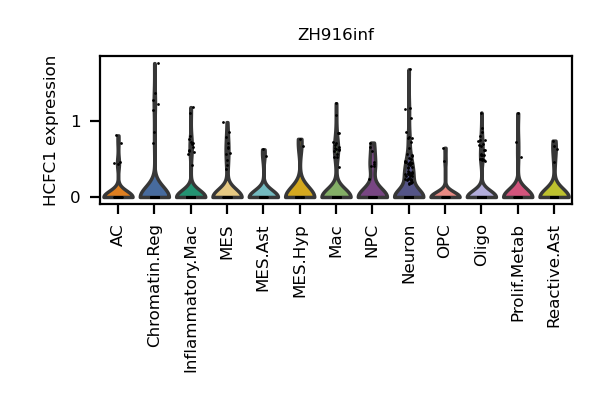 ZH916inf
HCFC1 expression
1
0
AC
Chromatin.Reg
Inflammatory.Mac
MES
MES.Ast
MES.Hyp
Mac
NPC
Neuron
OPC
Oligo
Prolif.Metab
Reactive.Ast